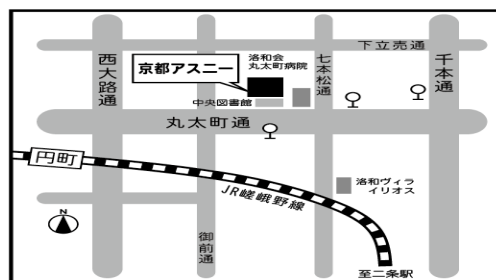 下立売通
西大路通
京都アスニー
洛和会
丸太町病院
七本松通
千本通
中央図書館
丸太町通
円町
JR嵯峨野線
洛和ヴィラ
イリオス
N
御前通
至二条駅